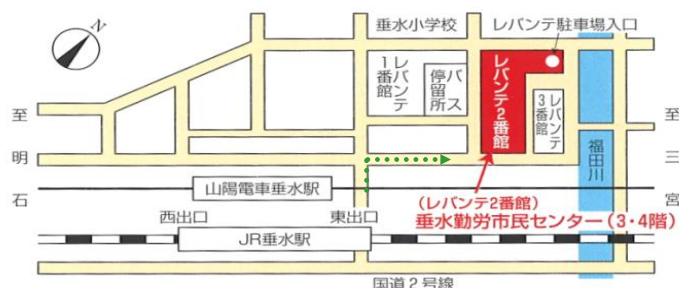 N
垂水小学校
レバンテ駐車場入口
レバンテ
1番館
バス
停留所
レバンテ2番館
レバンテ
3番館
福田川
至明石
至三宮
山陽電車垂水駅
(レバンテ2番館)
垂水勤労市民センター(3・4階)
西出口
東出口
JR垂水駅
国道2号線